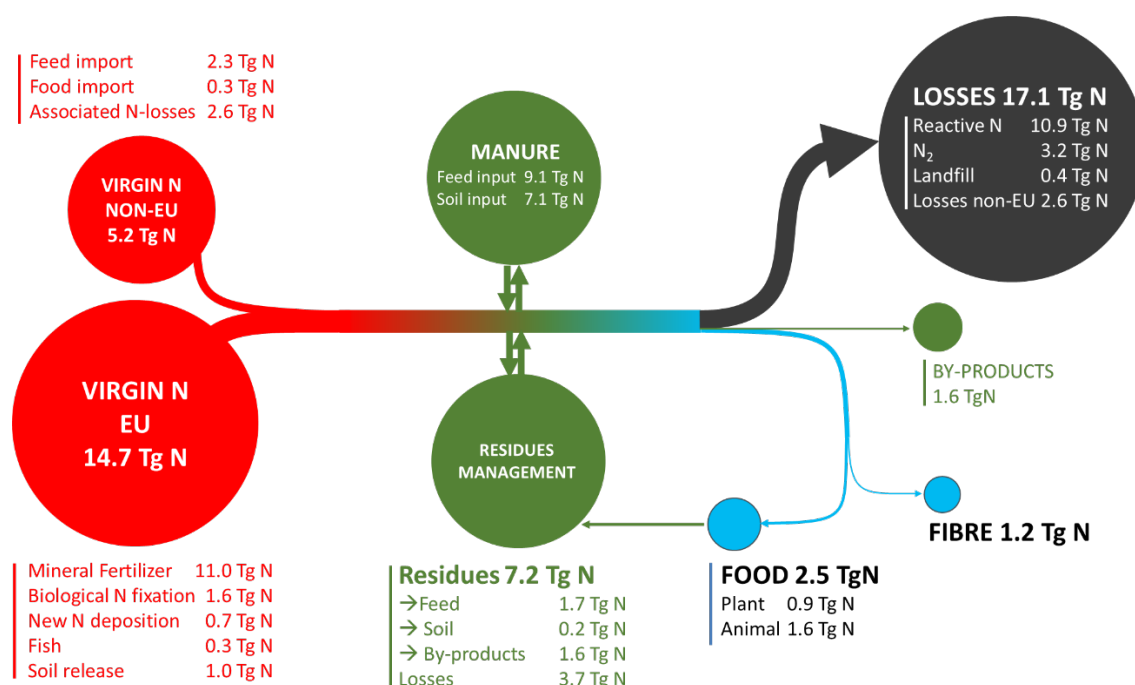 Feed import 2.3 Tg N
Food import 0.3 Tg N
Associated N-losses 2.6 Tg N
VIRGIN N
NON-EU
5.2 Tg N
VIRGIN N
EU
14.7 Tg N
Mineral Fertilizer 11.0 Tg N
Biological N fixation 1.6 Tg N
New N deposition 0.7 Tg N
Fish 0.3 Tg N
Soil release 1.0 Tg N
MANURE
Feed input 9.1 Tg N
Soil input 7.1 Tg N
RESIDUES
MANAGEMENT
Residues 7.2 Tg N
→Feed 1.7 Tg N
→ Soil 0.2 Tg N
→ By-products 1.6 Tg N
Losses 3.7 Tg N
LOSSES 17.1 Tg N
Reactive N 10.9 Tg N
N₂ 3.2 Tg N
Landfill 0.4 Tg N
Losses non-EU 2.6 Tg N
BY-PRODUCTS
1.6 TgN
FIBRE 1.2 Tg N
FOOD 2.5 TgN
Plant 0.9 Tg N
Animal 1.6 Tg N